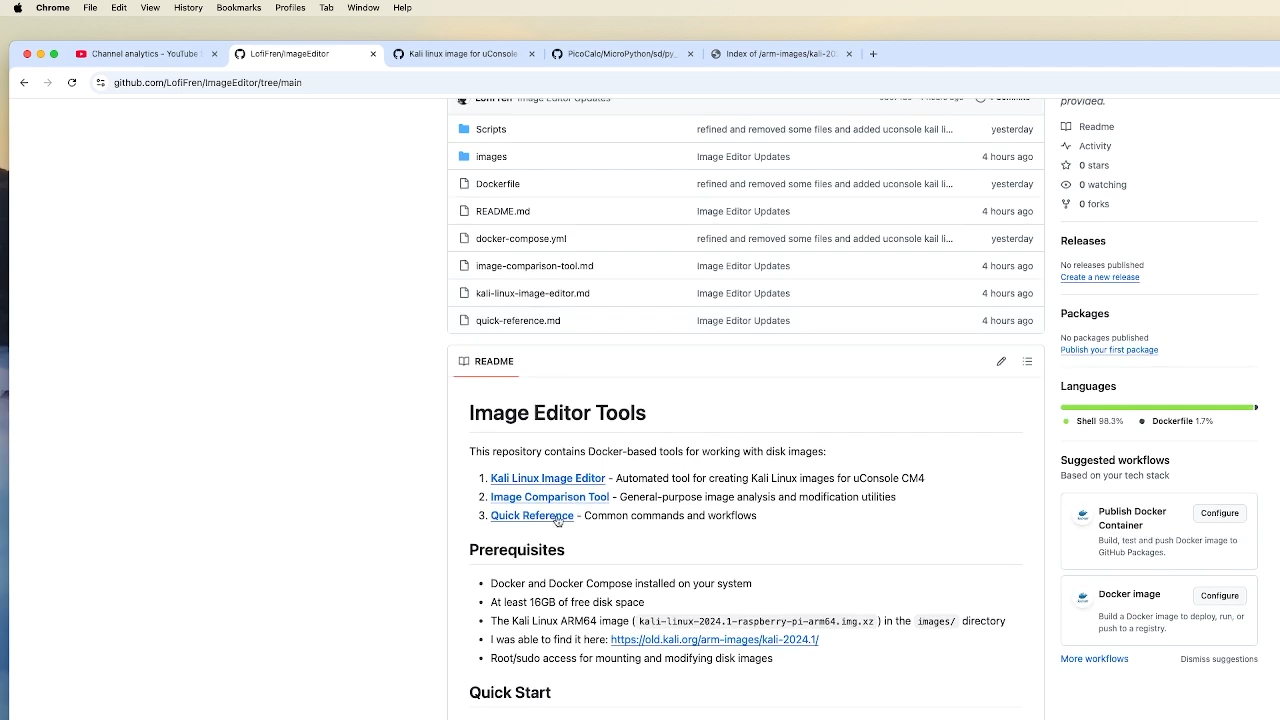 Chrome File Edit View History Bookmarks Profiles Tab Window Help
Channel analytics - YouTube
LofiFren/ImageEditor
Kali linux image for uConsole
PicoCalc/MicroPython/sd/py_
Index of /arm-images/kali-202
github.com/LofiFren/ImageEditor/tree/main
Image Editor Updates
Scripts refined and removed some files and added uconsole kail li... yesterday
images Image Editor Updates 4 hours ago
Dockerfile refined and removed some files and added uconsole kail li... yesterday
README.md Image Editor Updates 4 hours ago
docker-compose.yml refined and removed some files and added uconsole kail li... yesterday
image-comparison-tool.md Image Editor Updates 4 hours ago
kali-linux-image-editor.md Image Editor Updates 4 hours ago
quick-reference.md Image Editor Updates 4 hours ago
README
Image Editor Tools
This repository contains Docker-based tools for working with disk images:
1. Kali Linux Image Editor - Automated tool for creating Kali Linux images for uConsole CM4
2. Image Comparison Tool - General-purpose image analysis and modification utilities
3. Quick Reference - Common commands and workflows
Prerequisites
• Docker and Docker Compose installed on your system
• At least 16GB of free disk space
• The Kali Linux ARM64 image ( kali-linux-2024.1-raspberry-pi-arm64.img.xz ) in the images/ directory
• I was able to find it here: https://old.kali.org/arm-images/kali-2024.1/
• Root/sudo access for mounting and modifying disk images
Quick Start
provided.
Readme
Activity
0 stars
0 watching
0 forks
Releases
No releases published
Create a new release
Packages
No packages published
Publish your first package
Languages
Shell 98.3% Dockerfile 1.7%
Suggested workflows
Based on your tech stack
Publish Docker Container
Configure
Build, test and push Docker image to
GitHub Packages.
Docker image
Configure
Build a Docker image to deploy, run, or
push to a registry.
More workflows Dismiss suggestions